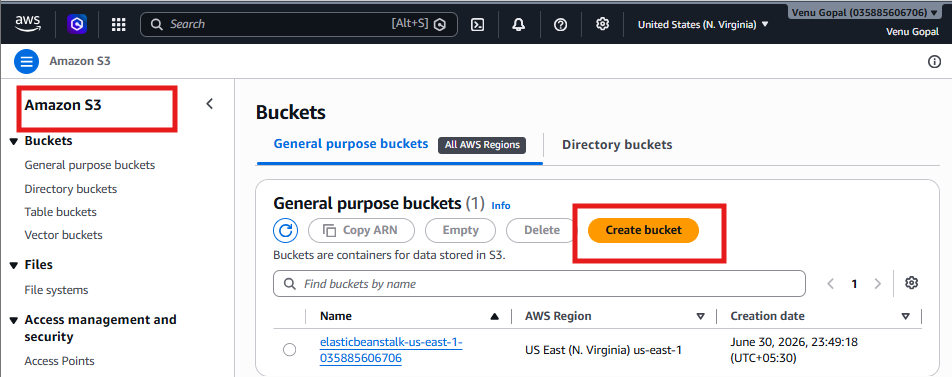 aws
Search
[Alt+S]
United States (N. Virginia)
Venu Gopal (035885606706)
Venu Gopal
Amazon S3
Amazon S3
Buckets
General purpose buckets
Directory buckets
Table buckets
Vector buckets
Files
File systems
Access management and
security
Access Points
Buckets
General purpose buckets All AWS Regions Directory buckets
General purpose buckets (1) Info
Copy ARN Empty Delete Create bucket
Buckets are containers for data stored in S3.
Find buckets by name
1
Name AWS Region Creation date
elasticbeanstalk-us-east-1-
035885606706
US East (N. Virginia) us-east-1
June 30, 2026, 23:49:18
(UTC+05:30)